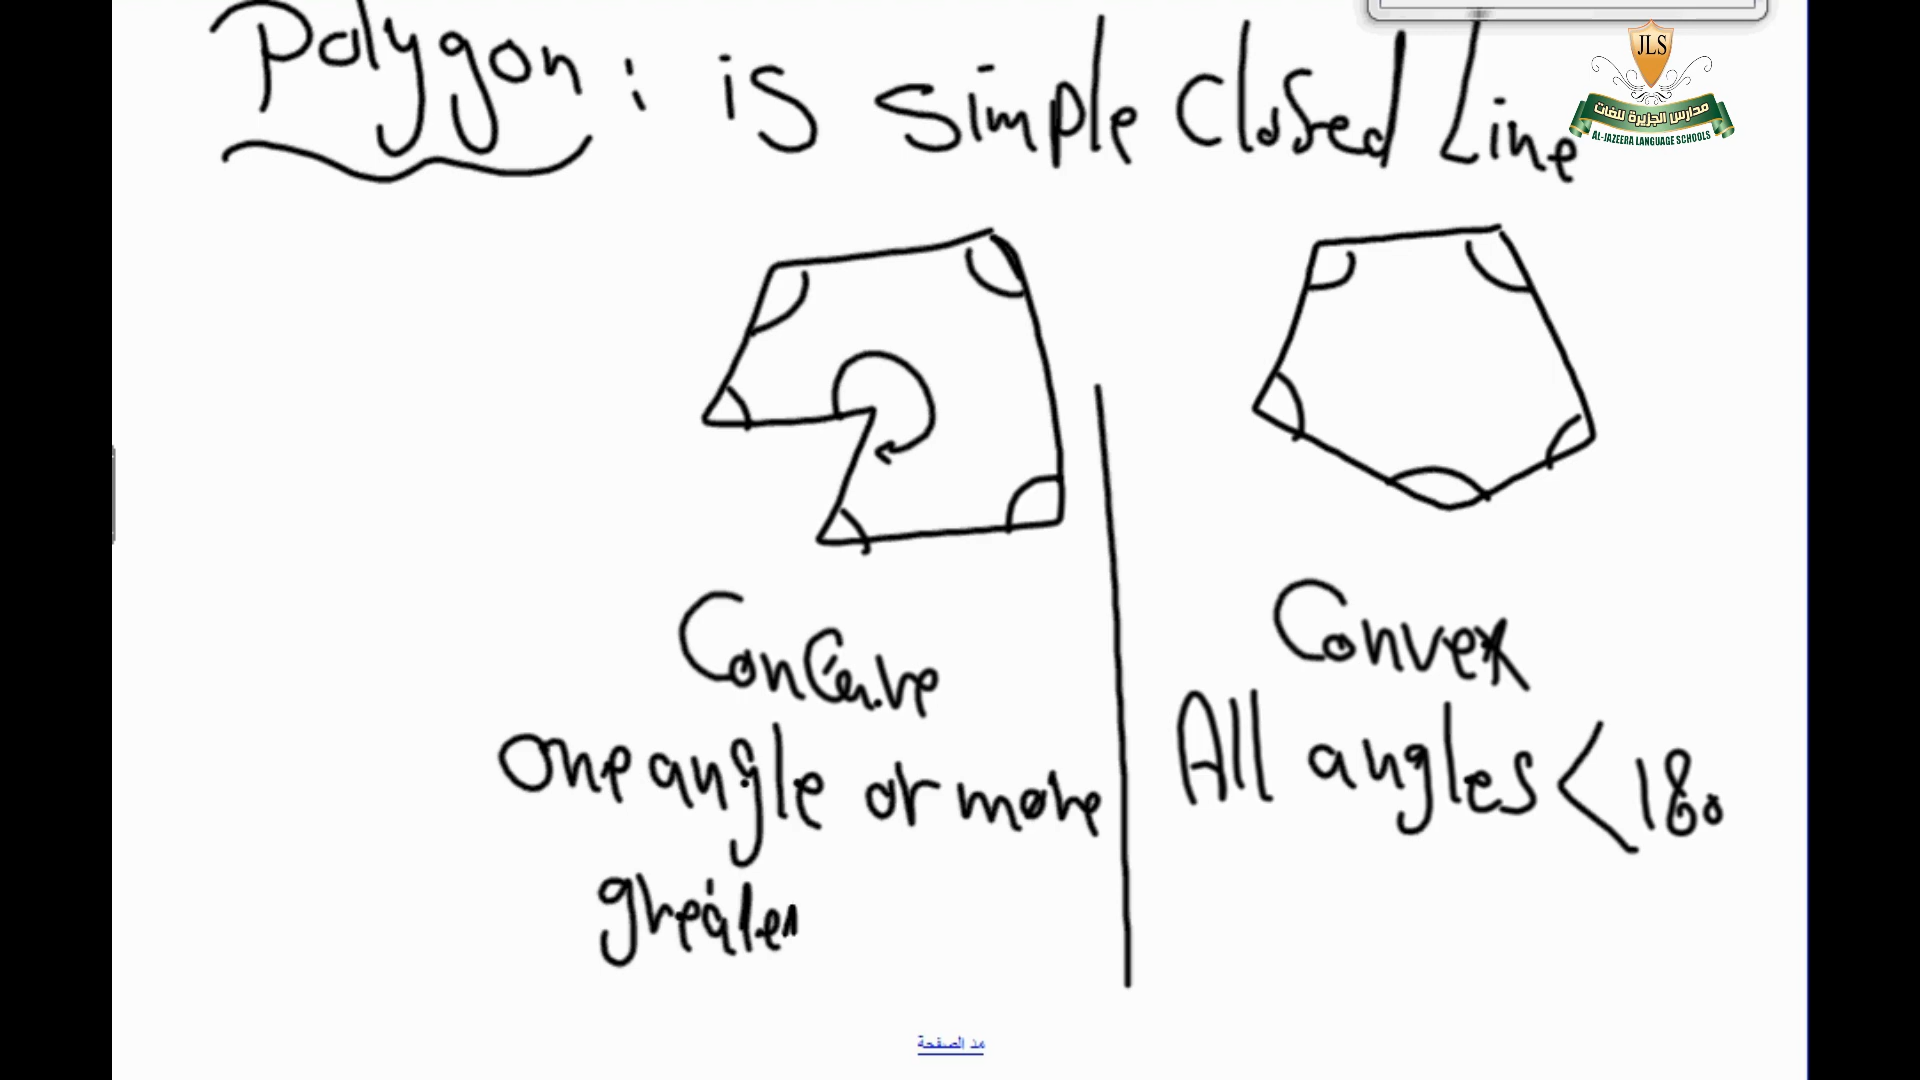 Polygon : is simple closed Line
JLS
مدارس الجزيرة للغات
AL-JAZEERA LANGUAGE SCHOOLS
Concave
Convex
one angle or more
All angles < 180
greater
مد الصفحة